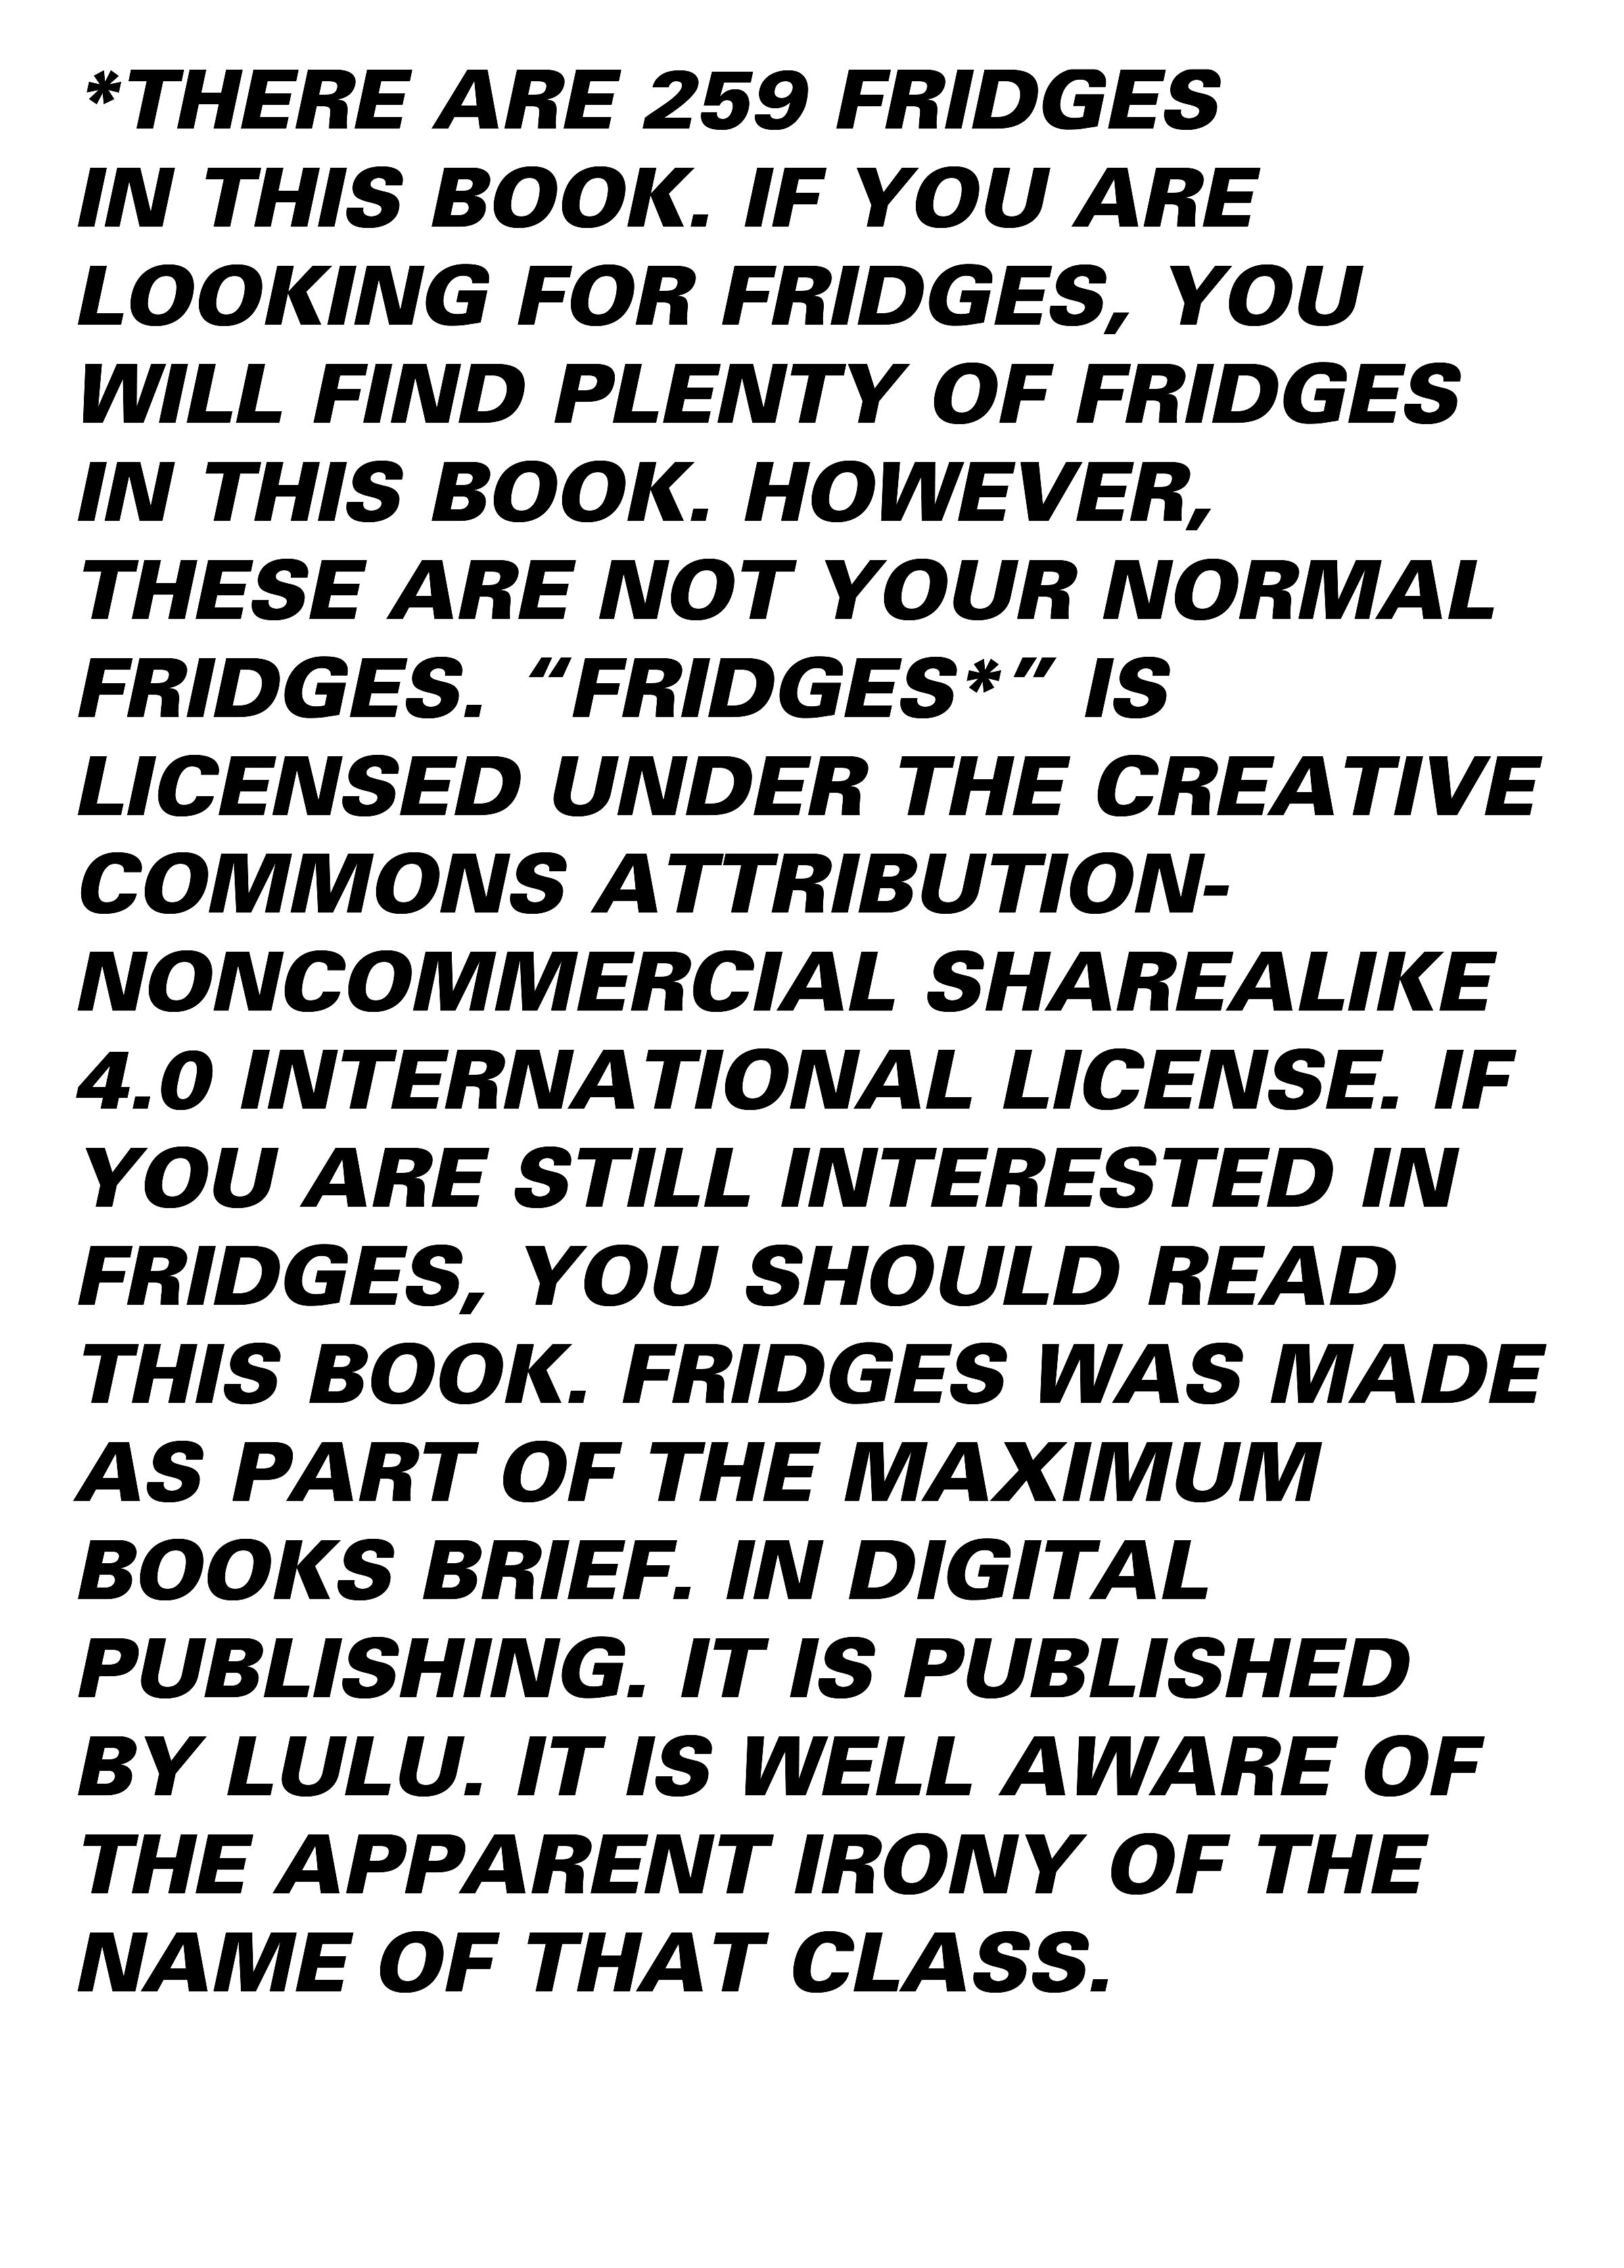 *THERE ARE 259 FRIDGES
IN THIS BOOK. IF YOU ARE
LOOKING FOR FRIDGES, YOU
WILL FIND PLENTY OF FRIDGES
IN THIS BOOK. HOWEVER,
THESE ARE NOT YOUR NORMAL
FRIDGES. “FRIDGES*” IS
LICENSED UNDER THE CREATIVE
COMMONS ATTRIBUTION-
NONCOMMERCIAL SHAREALIKE
4.0 INTERNATIONAL LICENSE. IF
YOU ARE STILL INTERESTED IN
FRIDGES, YOU SHOULD READ
THIS BOOK. FRIDGES WAS MADE
AS PART OF THE MAXIMUM
BOOKS BRIEF. IN DIGITAL
PUBLISHING. IT IS PUBLISHED
BY LULU. IT IS WELL AWARE OF
THE APPARENT IRONY OF THE
NAME OF THAT CLASS.